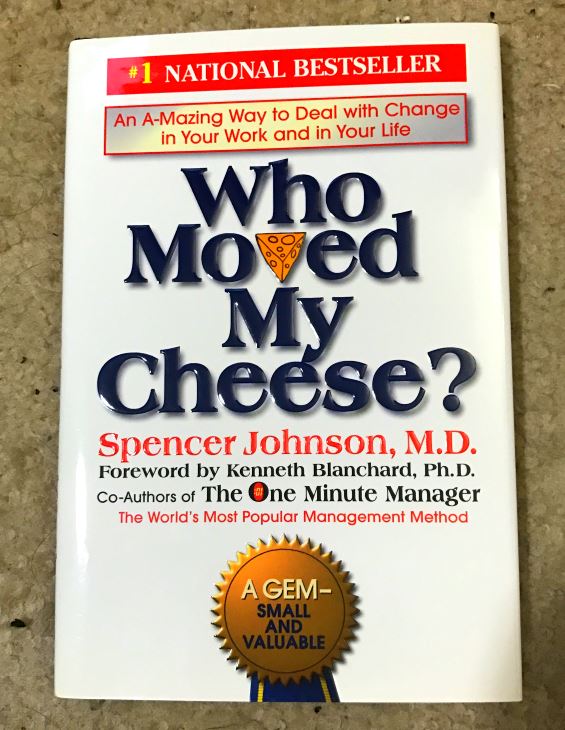 #1 NATIONAL BESTSELLER
An A-Mazing Way to Deal with Change
in Your Work and in Your Life
Who
Moved
My
Cheese?
Spencer Johnson, M.D.
Foreword by Kenneth Blanchard, Ph.D.
Co-Authors of The One Minute Manager
The World's Most Popular Management Method
A GEM–
SMALL
AND
VALUABLE